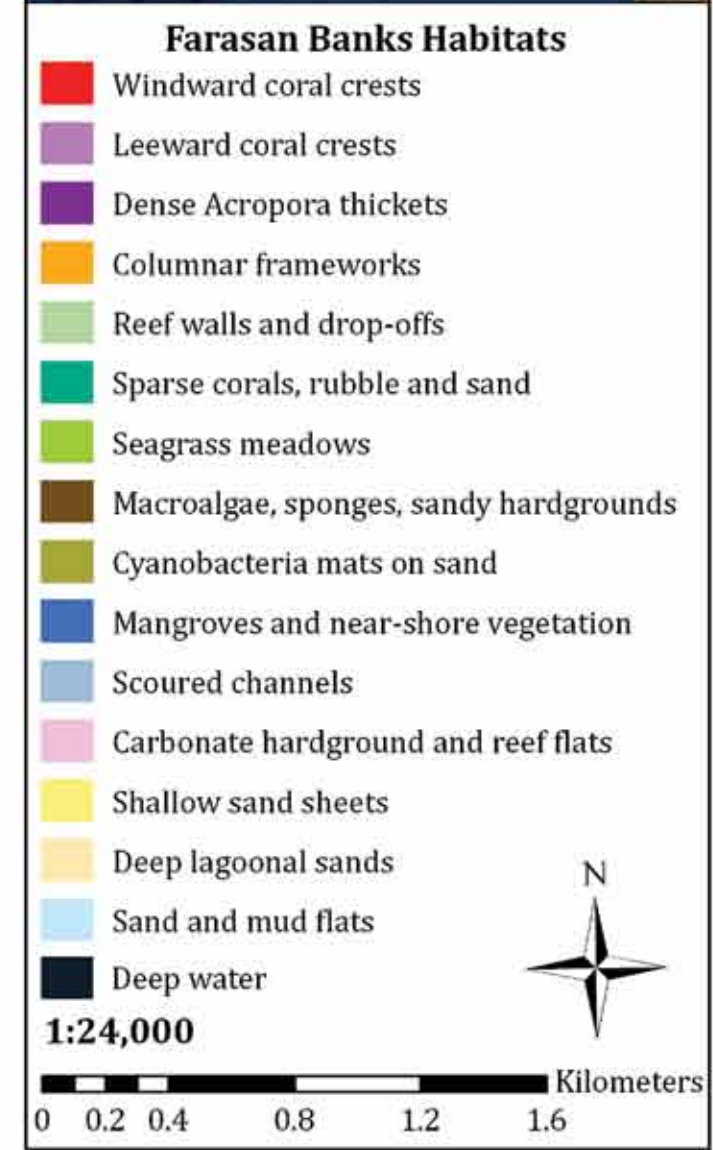 Farasan Banks Habitats
Windward coral crests
Leeward coral crests
Dense Acropora thickets
Columnar frameworks
Reef walls and drop-offs
Sparse corals, rubble and sand
Seagrass meadows
Macroalgae, sponges, sandy hardgrounds
Cyanobacteria mats on sand
Mangroves and near-shore vegetation
Scoured channels
Carbonate hardground and reef flats
Shallow sand sheets
Deep lagoonal sands
N
Sand and mud flats
Deep water
1:24,000
Kilometers
0 0.2 0.4 0.8 1.2 1.6